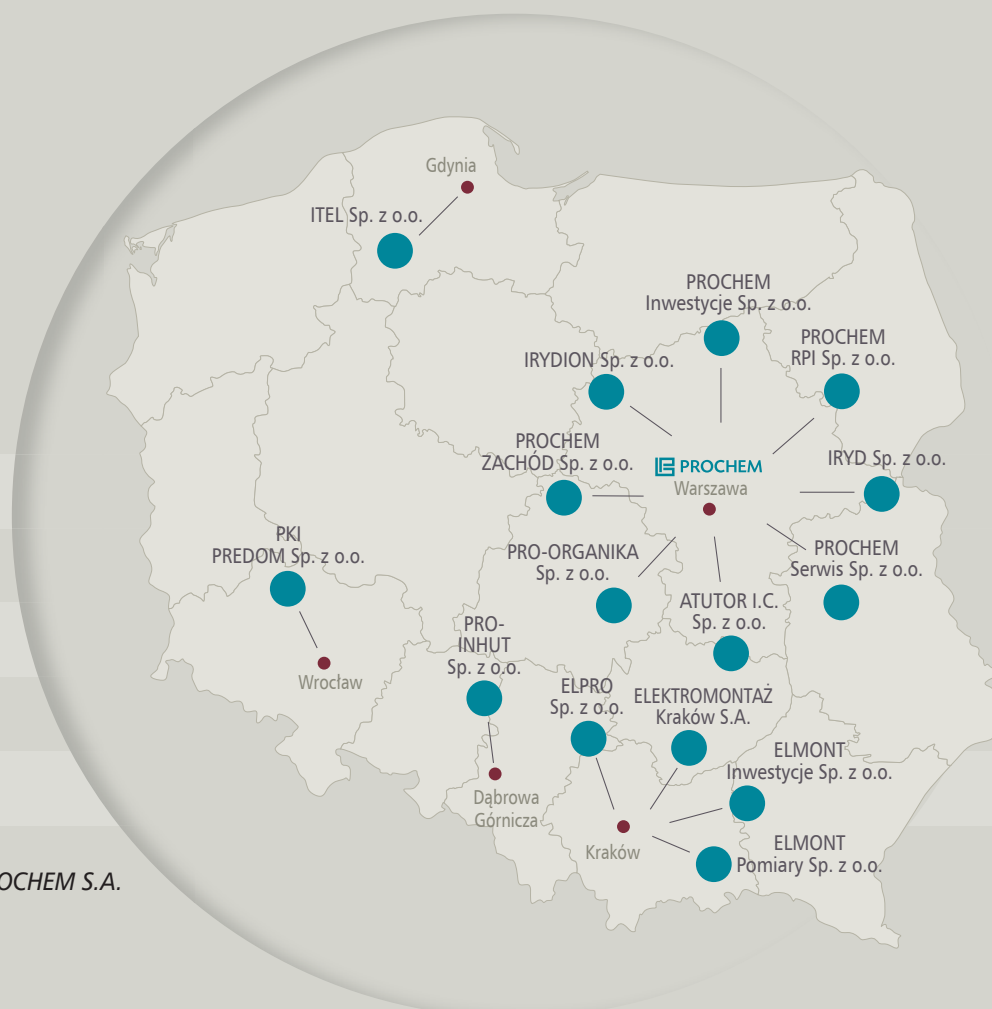 Gdynia
ITEL Sp. z o.o.
PROCHEM
Inwestycje Sp. z o.o.
PROCHEM
RPI Sp. z o.o.
IRYDION Sp. z o.o.
PROCHEM
ZACHÓD Sp. z o.o.
PROCHEM
Warszawa
IRYD Sp. z o.o.
PKI
PREDOM Sp. z o.o.
PRO-ORGANIKA
Sp. z o.o.
PROCHEM
Serwis Sp. z o.o.
ATUTOR I.C.
Sp. z o.o.
PRO-
INHUT
Sp. z o.o.
Wrocław
ELPRO
Sp. z o.o.
ELEKTROMONTAŻ
Kraków S.A.
ELMONT
Inwestycje Sp. z o.o.
Dąbrowa
Górnicza
Kraków
ELMONT
Pomiary Sp. z o.o.
OCHEM S.A.